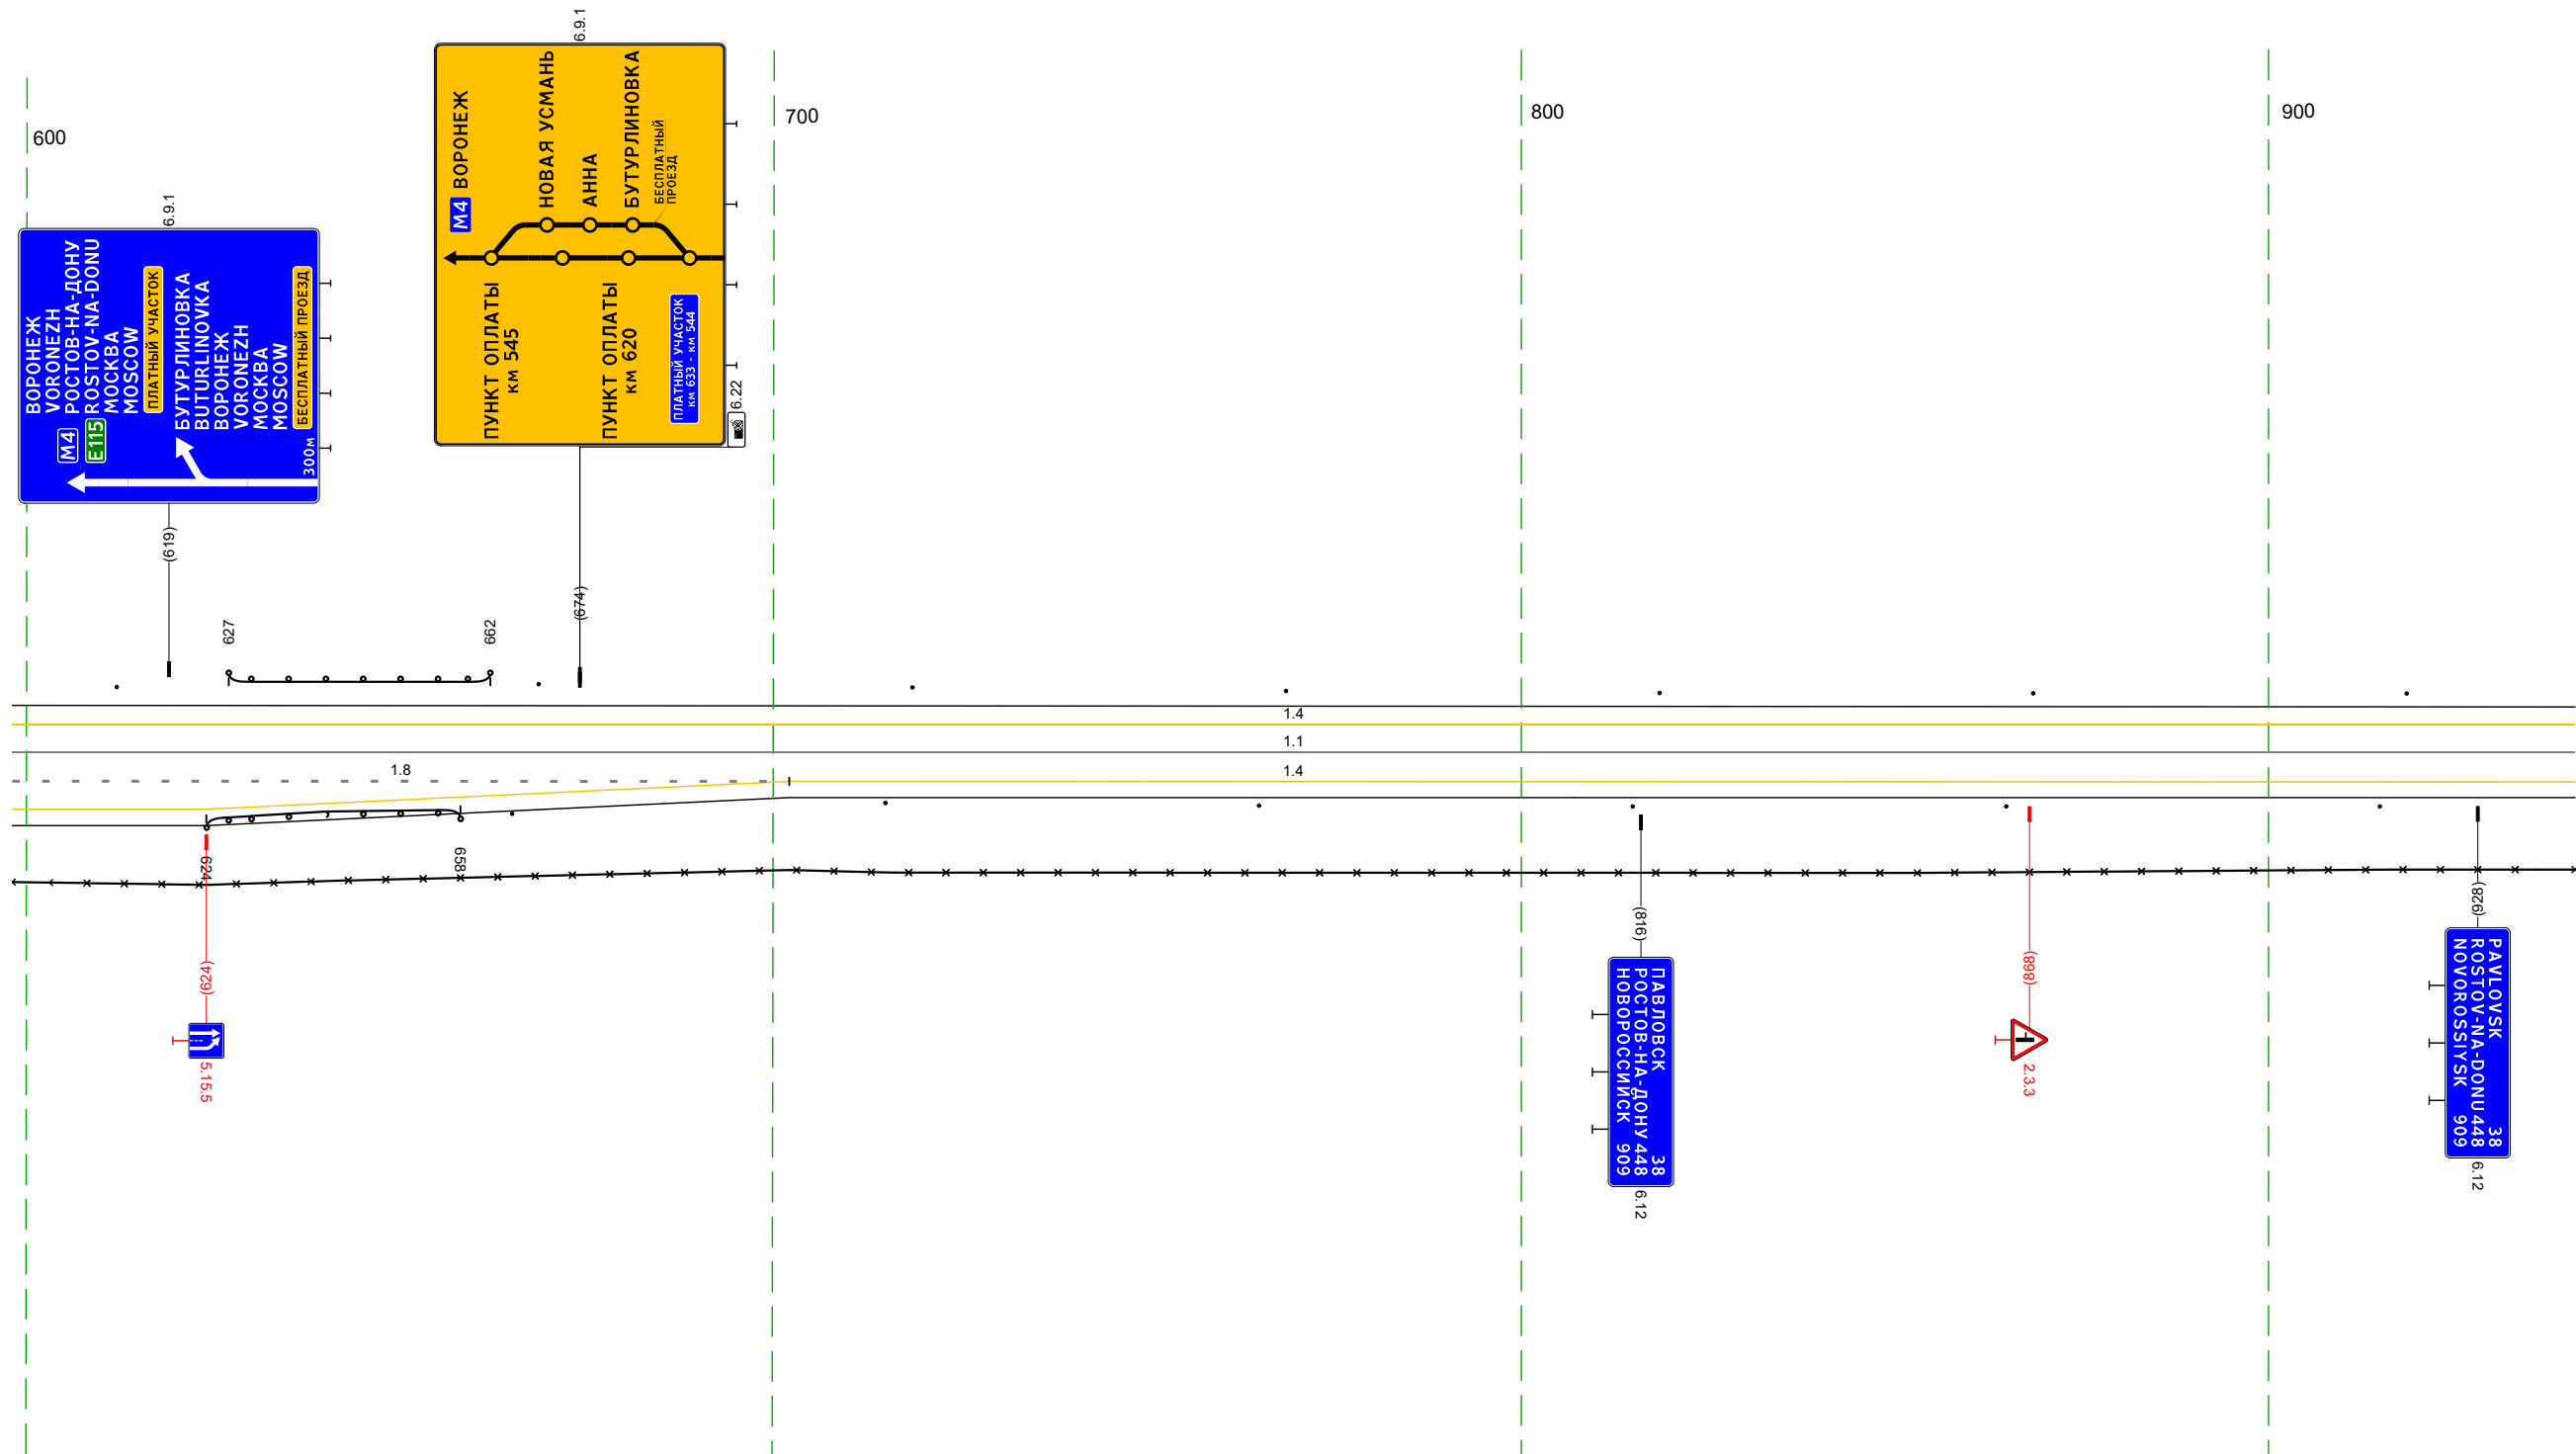 600
700
800
900
6.9.1
ВОРОНЕЖ
VORONEZH
РОСТОВ-НА-ДОНУ
ROSTOV-NA-DONU
МОСКВА
MOSCOW
М4
E115
ПЛАТНЫЙ УЧАСТОК
БУТУРЛИНОВКА
BUTURLINOVKA
ВОРОНЕЖ
VORONEZH
МОСКВА
MOSCOW
БЕСПЛАТНЫЙ ПРОЕЗД
300м
(619)
6.9.1
М4 ВОРОНЕЖ
НОВАЯ УСМАНЬ
АННА
БУТУРЛИНОВКА
БЕСПЛАТНЫЙ
ПРОЕЗД
ПУНКТ ОПЛАТЫ
км 545
ПУНКТ ОПЛАТЫ
км 620
ПЛАТНЫЙ УЧАСТОК
км 633 - км 544
6.22
(674)
627
662
1.4
1.1
1.8
1.4
624
658
(624)
5.15.5
(816)
ПАВЛОВСК 38
РОСТОВ-НА-ДОНУ 448
НОВОРОССИЙСК 909
6.12
(868)
2.3.3
(928)
PAVLOVSK 38
ROSTOV-NA-DONU 448
NOVOROSSIYSK 909
6.12